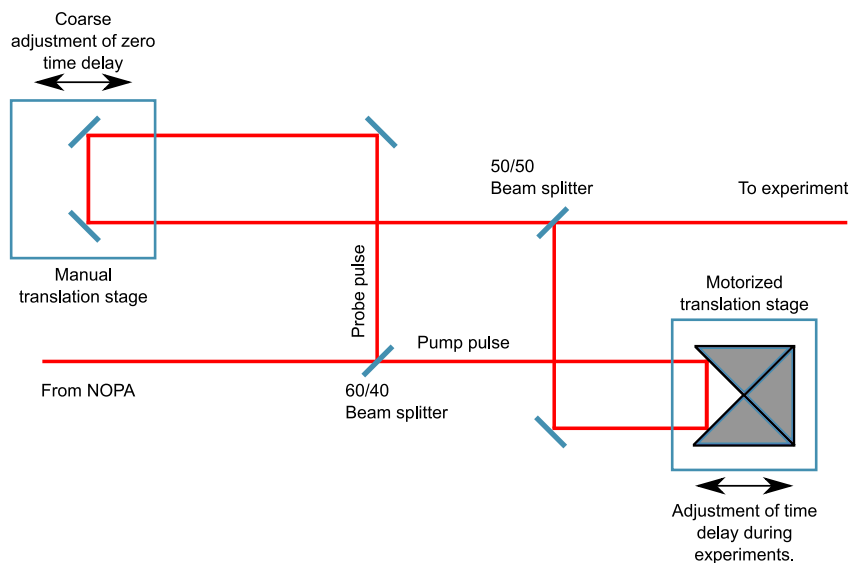 Coarse
adjustment of zero
time delay
50/50
Beam splitter
To experiment
Manual
translation stage
Probe pulse
Motorized
translation stage
Pump pulse
From NOPA
60/40
Beam splitter
Adjustment of time
delay during
experiments.